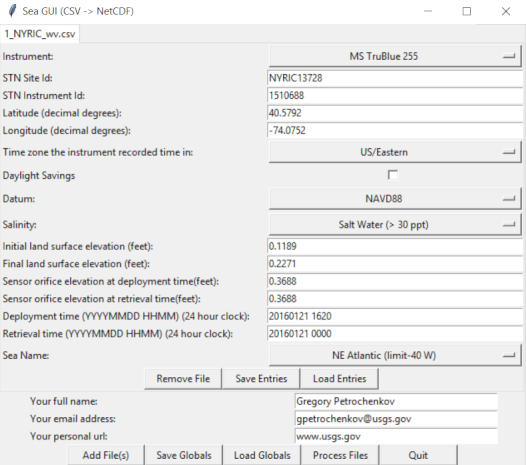 Sea GUI (CSV -> NetCDF)
1_NYRIC_wv.csv
Instrument: MS TruBlue 255
STN Site Id: NYRIC13728
STN Instrument Id: 1510688
Latitude (decimal degrees): 40.5792
Longitude (decimal degrees): -74.0752
Time zone the instrument recorded time in: US/Eastern
Daylight Savings
Datum: NAVD88
Salinity: Salt Water (> 30 ppt)
Initial land surface elevation (feet): 0.1189
Final land surface elevation (feet): 0.2271
Sensor orifice elevation at deployment time(feet): 0.3688
Sensor orifice elevation at retrieval time(feet): 0.3688
Deployment time (YYYYMMDD HHMM) (24 hour clock): 20160121 1620
Retrieval time (YYYYMMDD HHMM) (24 hour clock): 20160121 0000
Sea Name: NE Atlantic (limit-40 W)
Remove File Save Entries Load Entries
Your full name: Gregory Petrochenkov
Your email address: gpetrochenkov@usgs.gov
Your personal url: www.usgs.gov
Add File(s) Save Globals Load Globals Process Files Quit